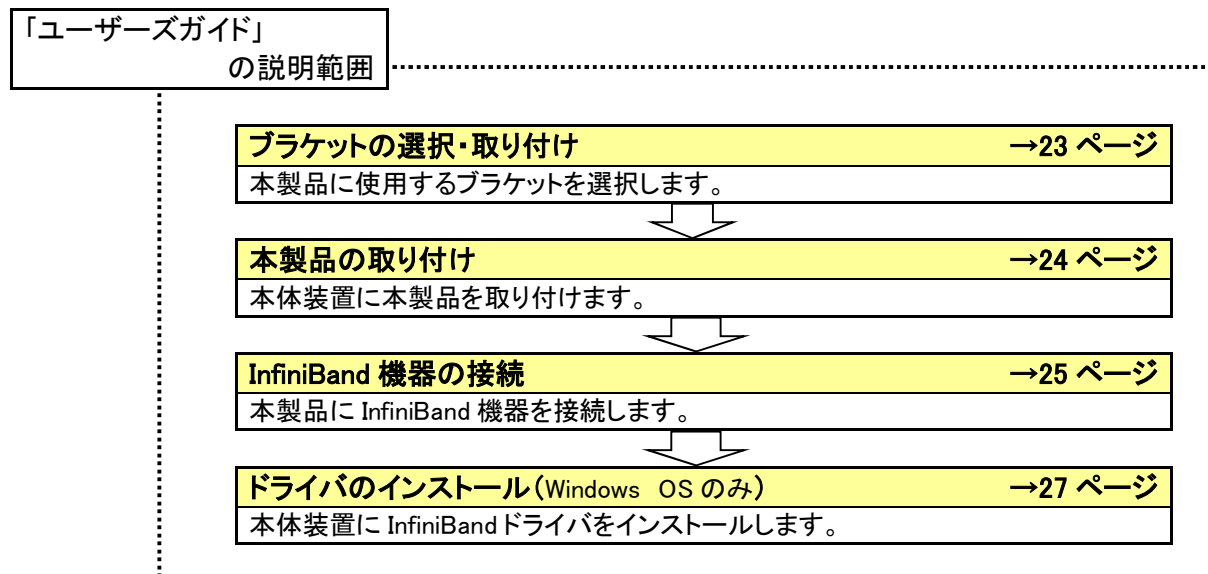 「ユーザーズガイド」
の説明範囲
ブラケットの選択・取り付け →23 ページ
本製品に使用するブラケットを選択します。
本製品の取り付け →24 ページ
本体装置に本製品を取り付けます。
InfiniBand 機器の接続 →25 ページ
本製品に InfiniBand 機器を接続します。
ドライバのインストール(Windows OS のみ) →27 ページ
本体装置に InfiniBandドライバをインストールします。